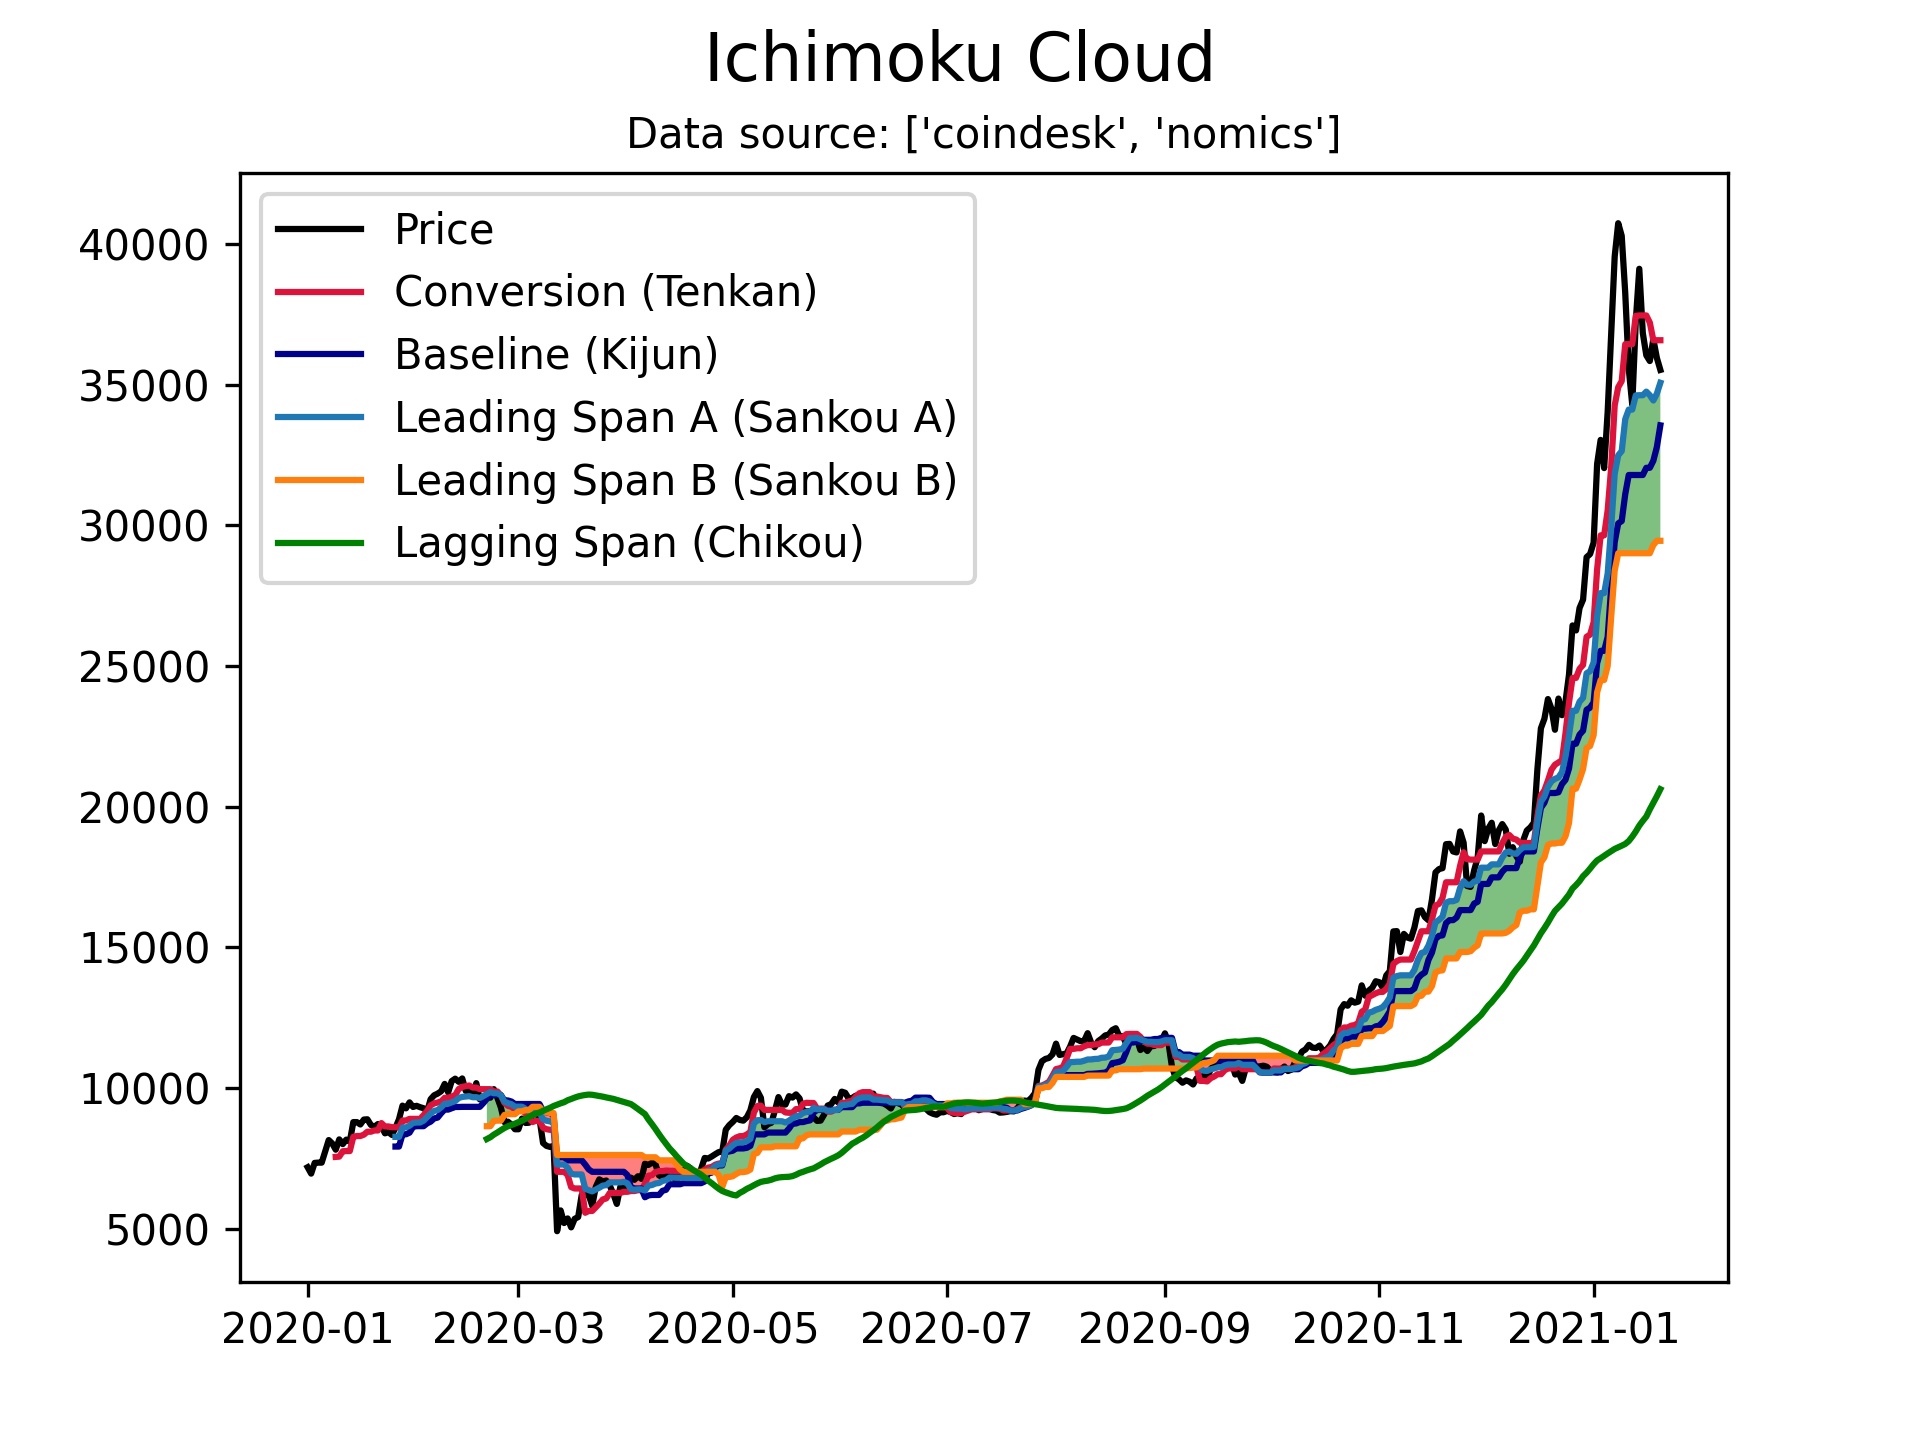 Ichimoku Cloud
Data source: ['coindesk', 'nomics']
Price
Conversion (Tenkan)
Baseline (Kijun)
Leading Span A (Sankou A)
Leading Span B (Sankou B)
Lagging Span (Chikou)
40000
35000
30000
25000
20000
15000
10000
5000
2020-01 2020-03 2020-05 2020-07 2020-09 2020-11 2021-01